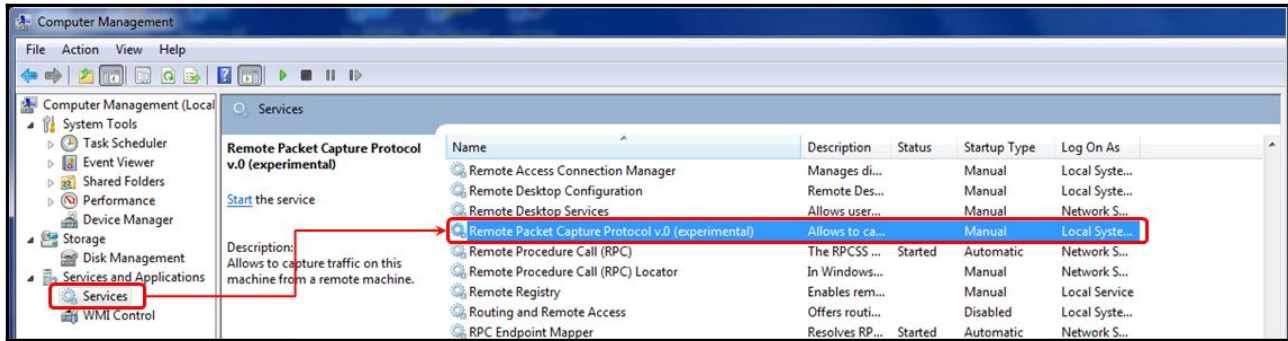 Computer Management
File Action View Help
Computer Management (Local
System Tools
Task Scheduler
Event Viewer
Shared Folders
Performance
Device Manager
Storage
Disk Management
Services and Applications
Services
WMI Control
Services
Remote Packet Capture Protocol
v.0 (experimental)
Start the service
Description:
Allows to capture traffic on this
machine from a remote machine.
Name Description Status Startup Type Log On As
Remote Access Connection Manager Manages di... Manual Local Syste...
Remote Desktop Configuration Remote Des... Manual Local Syste...
Remote Desktop Services Allows user... Manual Network S...
Remote Packet Capture Protocol v.0 (experimental) Allows to ca... Manual Local Syste...
Remote Procedure Call (RPC) The RPCSS ... Started Automatic Network S...
Remote Procedure Call (RPC) Locator In Windows... Manual Network S...
Remote Registry Enables rem... Manual Local Service
Routing and Remote Access Offers routi... Disabled Local Syste...
RPC Endpoint Mapper Resolves RP... Started Automatic Network S...